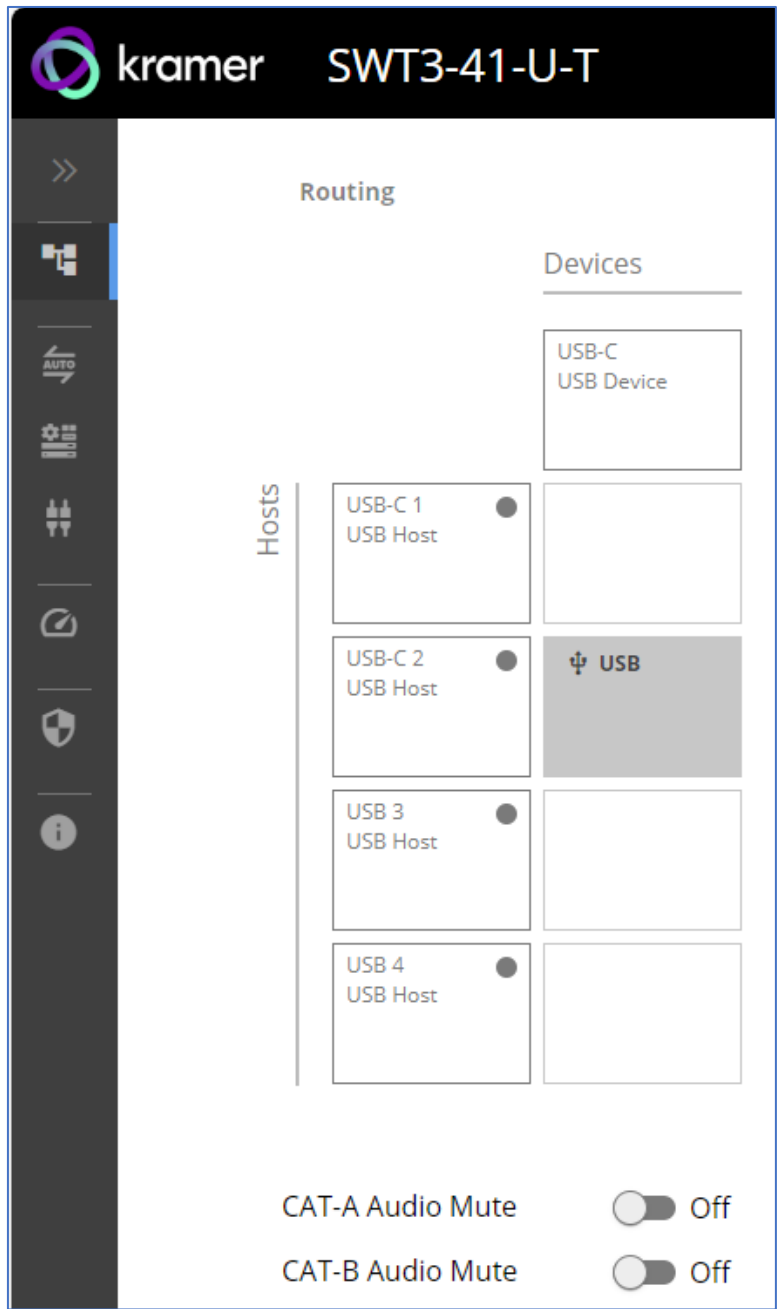 kramer SWT3-41-U-T
Routing
Devices
USB-C
USB Device
Hosts
USB-C 1
USB Host
USB-C 2
USB Host
USB
USB 3
USB Host
USB 4
USB Host
AUTO
CAT-A Audio Mute Off
CAT-B Audio Mute Off